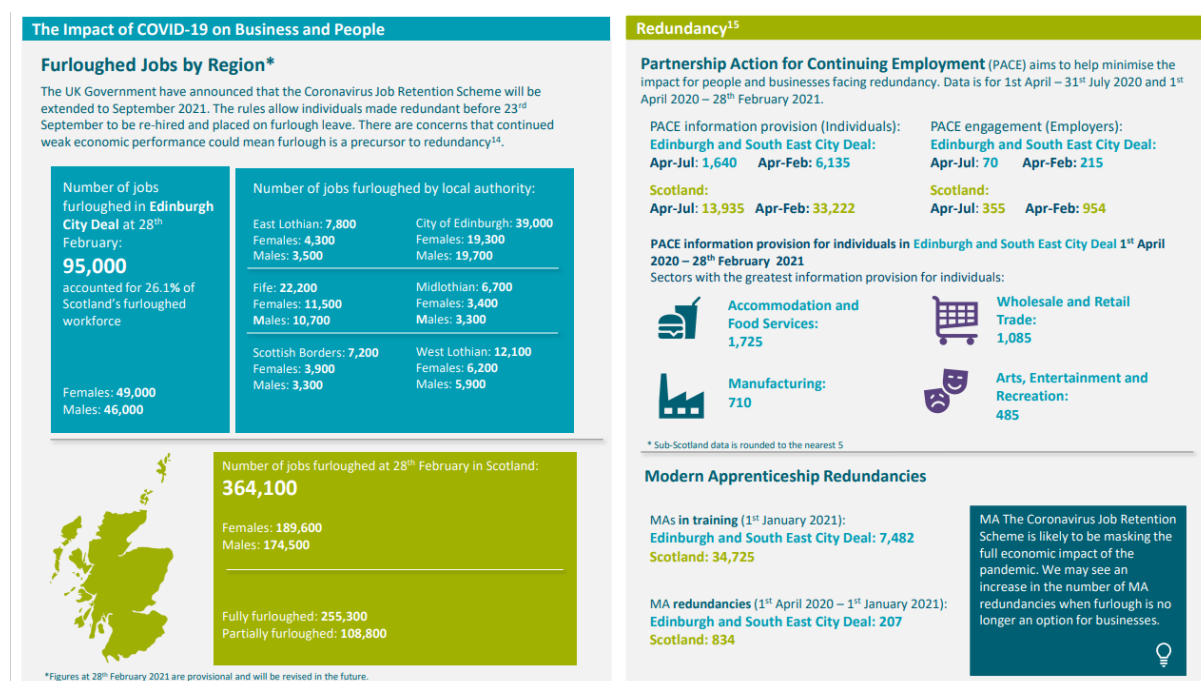 The Impact of COVID-19 on Business and People
Furloughed Jobs by Region*
The UK Government have announced that the Coronavirus Job Retention Scheme will be
extended to September 2021. The rules allow individuals made redundant before 23rd
September to be re-hired and placed on furlough leave. There are concerns that continued
weak economic performance could mean furlough is a precursor to redundancy14.
Number of jobs
furloughed in Edinburgh
City Deal at 28th
February:
95,000
accounted for 26.1% of
Scotland's furloughed
workforce
Females: 49,000
Males: 46,000
Number of jobs furloughed by local authority:
East Lothian: 7,800
Females: 4,300
Males: 3,500
City of Edinburgh: 39,000
Females: 19,300
Males: 19,700
Fife: 22,200
Females: 11,500
Males: 10,700
Midlothian: 6,700
Females: 3,400
Males: 3,300
Scottish Borders: 7,200
Females: 3,900
Males: 3,300
West Lothian: 12,100
Females: 6,200
Males: 5,900
Number of jobs furloughed at 28th February in Scotland:
364,100
Females: 189,600
Males: 174,500
Fully furloughed: 255,300
Partially furloughed: 108,800
*Figures at 28th February 2021 are provisional and will be revised in the future.
Redundancy15
Partnership Action for Continuing Employment (PACE) aims to help minimise the
impact for people and businesses facing redundancy. Data is for 1st April – 31st July 2020 and 1st
April 2020 – 28th February 2021.
PACE information provision (Individuals):
Edinburgh and South East City Deal:
Apr-Jul: 1,640 Apr-Feb: 6,135
Scotland:
Apr-Jul: 13,935 Apr-Feb: 33,222
PACE engagement (Employers):
Edinburgh and South East City Deal:
Apr-Jul: 70 Apr-Feb: 215
Scotland:
Apr-Jul: 355 Apr-Feb: 954
PACE information provision for individuals in Edinburgh and South East City Deal 1st April
2020 – 28th February 2021
Sectors with the greatest information provision for individuals:
Accommodation and
Food Services:
1,725
Wholesale and Retail
Trade:
1,085
Manufacturing:
710
Arts, Entertainment and
Recreation:
485
* Sub-Scotland data is rounded to the nearest 5
Modern Apprenticeship Redundancies
MAs in training (1st January 2021):
Edinburgh and South East City Deal: 7,482
Scotland: 34,725
MA redundancies (1st April 2020 – 1st January 2021):
Edinburgh and South East City Deal: 207
Scotland: 834
MA The Coronavirus Job Retention
Scheme is likely to be masking the
full economic impact of the
pandemic. We may see an
increase in the number of MA
redundancies when furlough is no
longer an option for businesses.